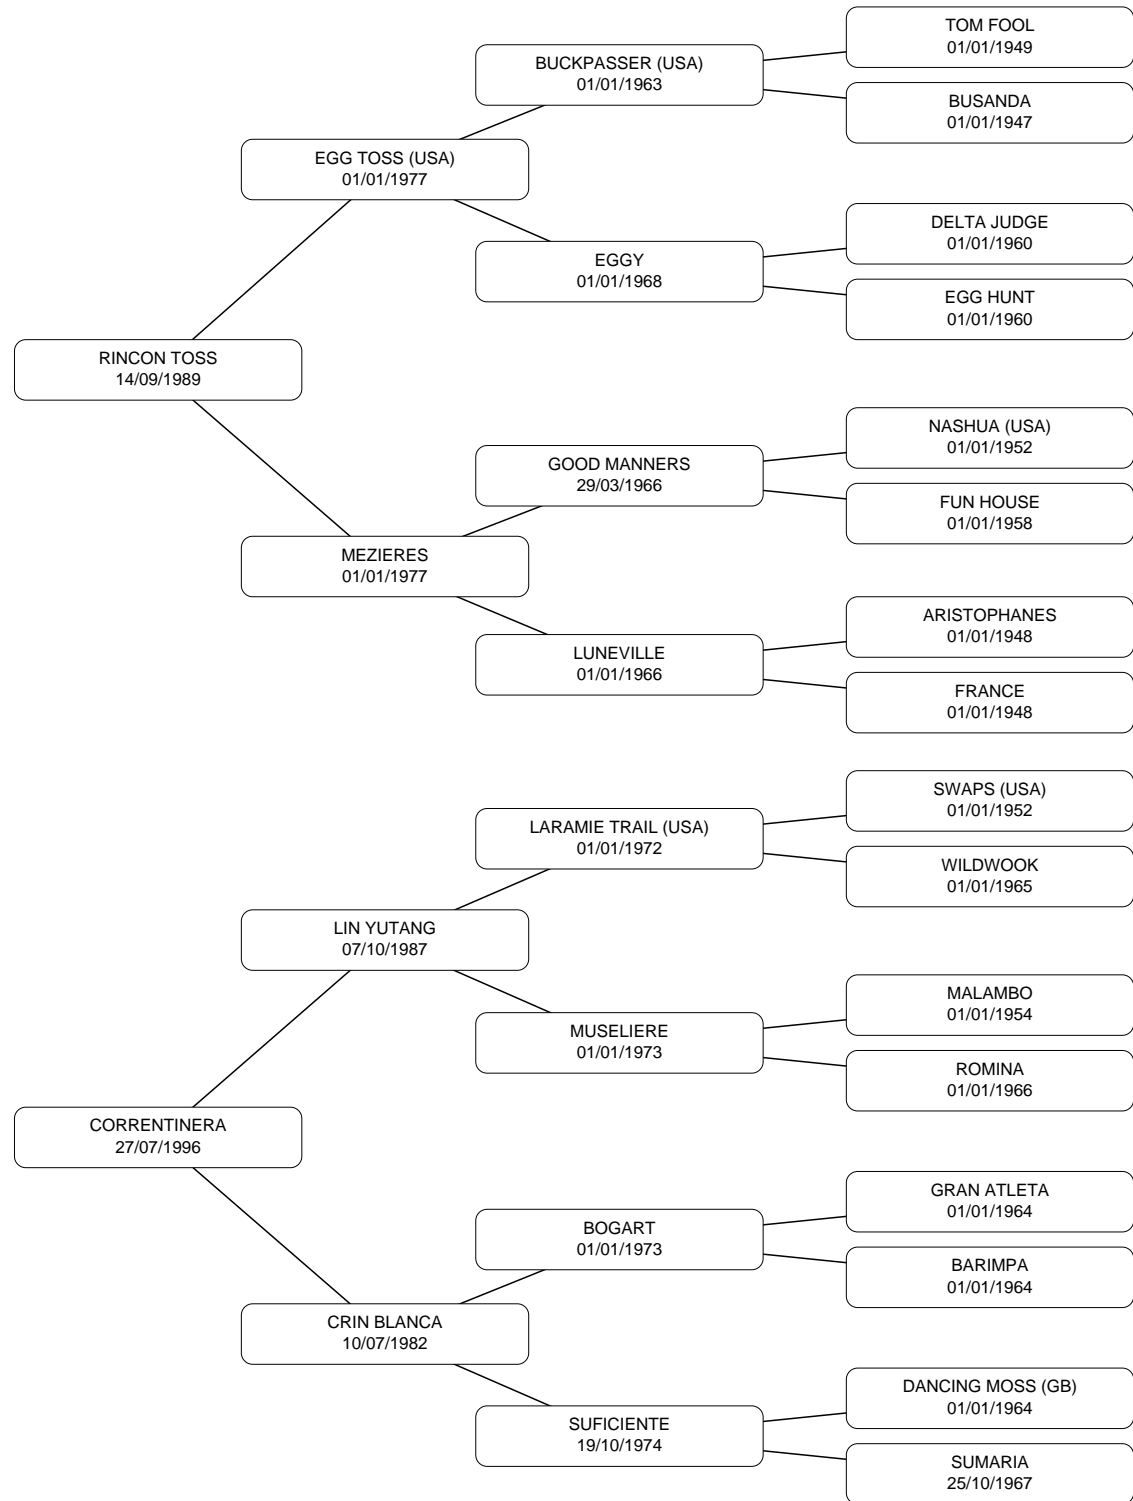 TOM FOOL
01/01/1949
BUCKPASSER (USA)
01/01/1963
BUSANDA
01/01/1947
EGG TOSS (USA)
01/01/1977
DELTA JUDGE
01/01/1960
EGGY
01/01/1968
EGG HUNT
01/01/1960
RINCON TOSS
14/09/1989
NASHUA (USA)
01/01/1952
GOOD MANNERS
29/03/1966
FUN HOUSE
01/01/1958
MEZIERES
01/01/1977
ARISTOPHANES
01/01/1948
LUNEVILLE
01/01/1966
FRANCE
01/01/1948
SWAPS (USA)
01/01/1952
LARAMIE TRAIL (USA)
01/01/1972
WILDWOOK
01/01/1965
LIN YUTANG
07/10/1987
MALAMBO
01/01/1954
MUSELIERE
01/01/1973
ROMINA
01/01/1966
CORRENTINERA
27/07/1996
GRAN ATLETA
01/01/1964
BOGART
01/01/1973
BARIMPA
01/01/1964
CRIN BLANCA
10/07/1982
DANCING MOSS (GB)
01/01/1964
SUFICIENTE
19/10/1974
SUMARIA
25/10/1967